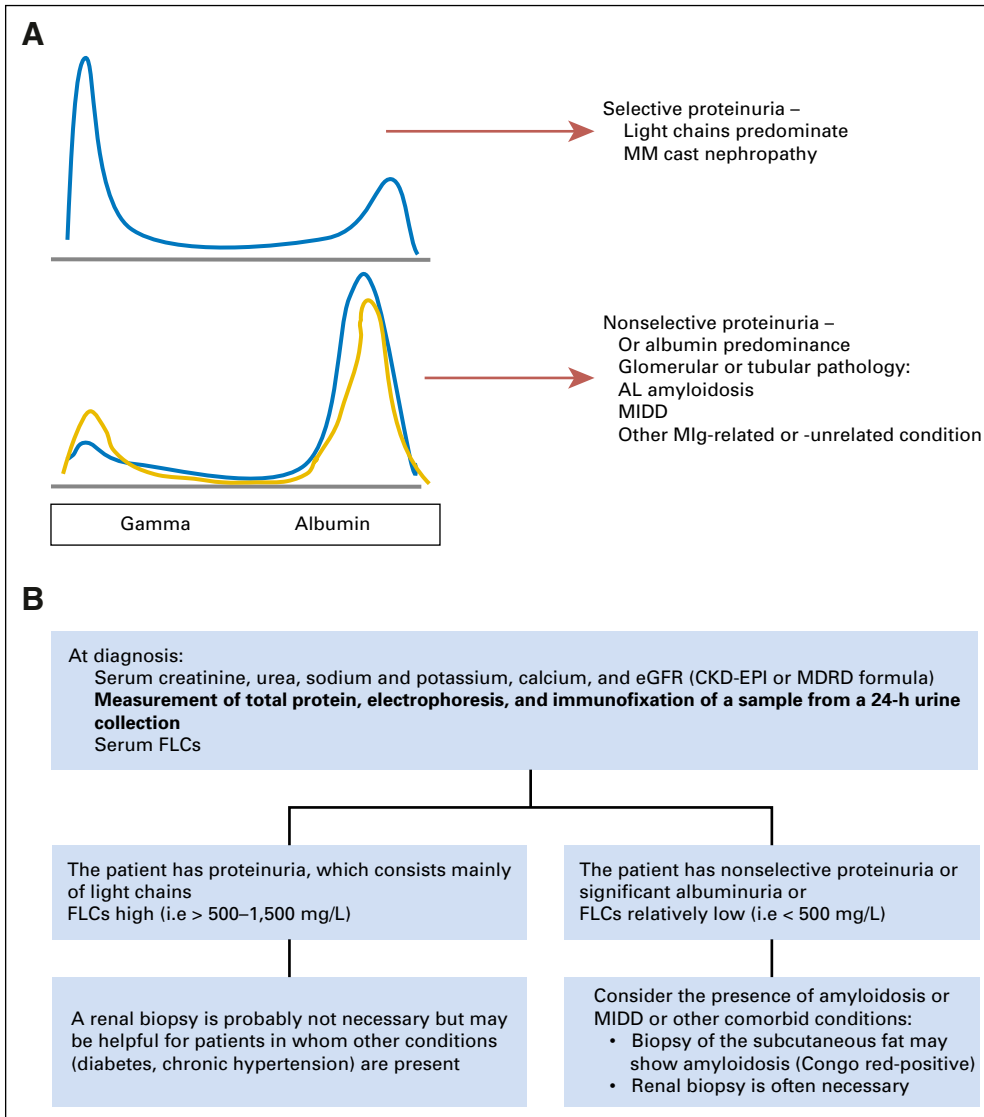 A
Selective proteinuria –
Light chains predominate
MM cast nephropathy
Nonselective proteinuria –
Or albumin predominance
Glomerular or tubular pathology:
AL amyloidosis
MIDD
Other MIg-related or -unrelated condition
Gamma Albumin
B
At diagnosis:
Serum creatinine, urea, sodium and potassium, calcium, and eGFR (CKD-EPI or MDRD formula)
Measurement of total protein, electrophoresis, and immunofixation of a sample from a 24-h urine
collection
Serum FLCs
The patient has proteinuria, which consists mainly
of light chains
FLCs high (i.e > 500–1,500 mg/L)
The patient has nonselective proteinuria or
significant albuminuria or
FLCs relatively low (i.e < 500 mg/L)
A renal biopsy is probably not necessary but may
be helpful for patients in whom other conditions
(diabetes, chronic hypertension) are present
Consider the presence of amyloidosis or
MIDD or other comorbid conditions:
• Biopsy of the subcutaneous fat may
show amyloidosis (Congo red-positive)
• Renal biopsy is often necessary